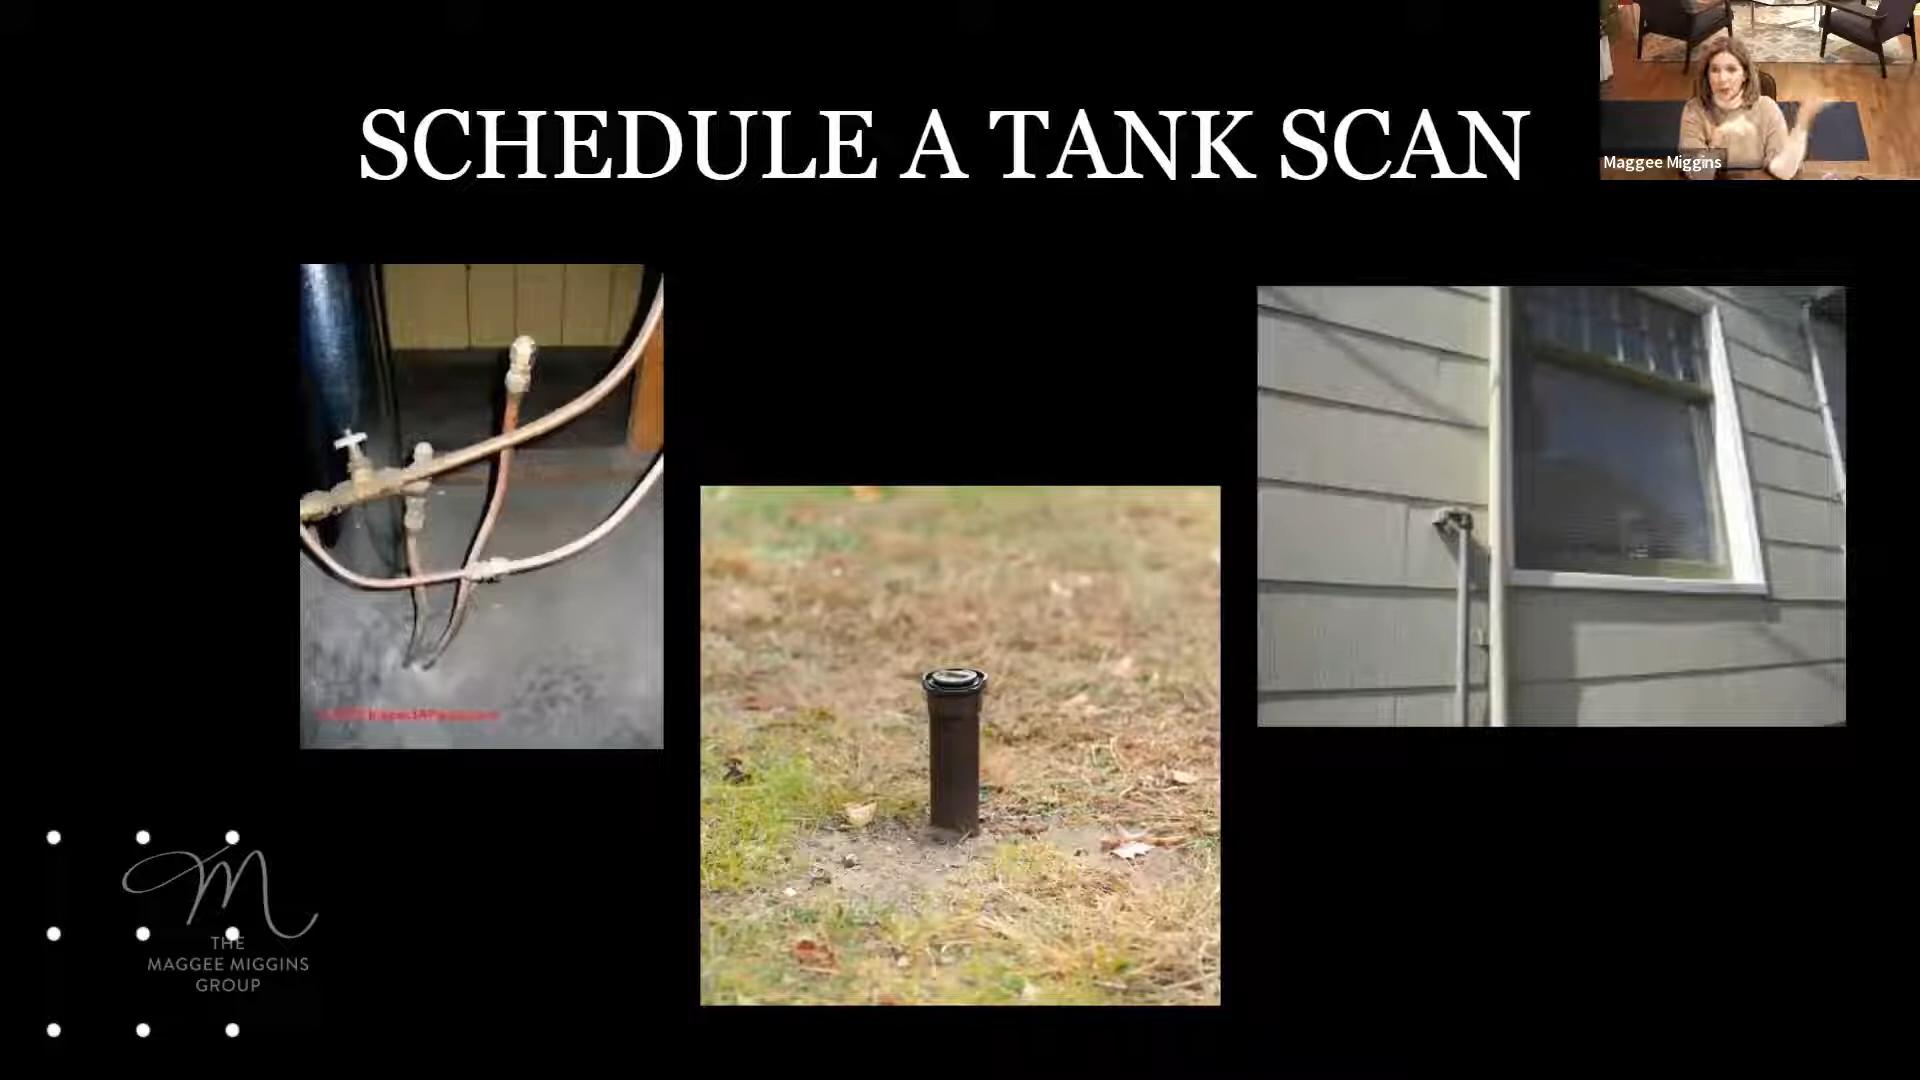 SCHEDULE A TANK SCAN
Maggee Miggins
THE
MAGGEE MIGGINS
GROUP